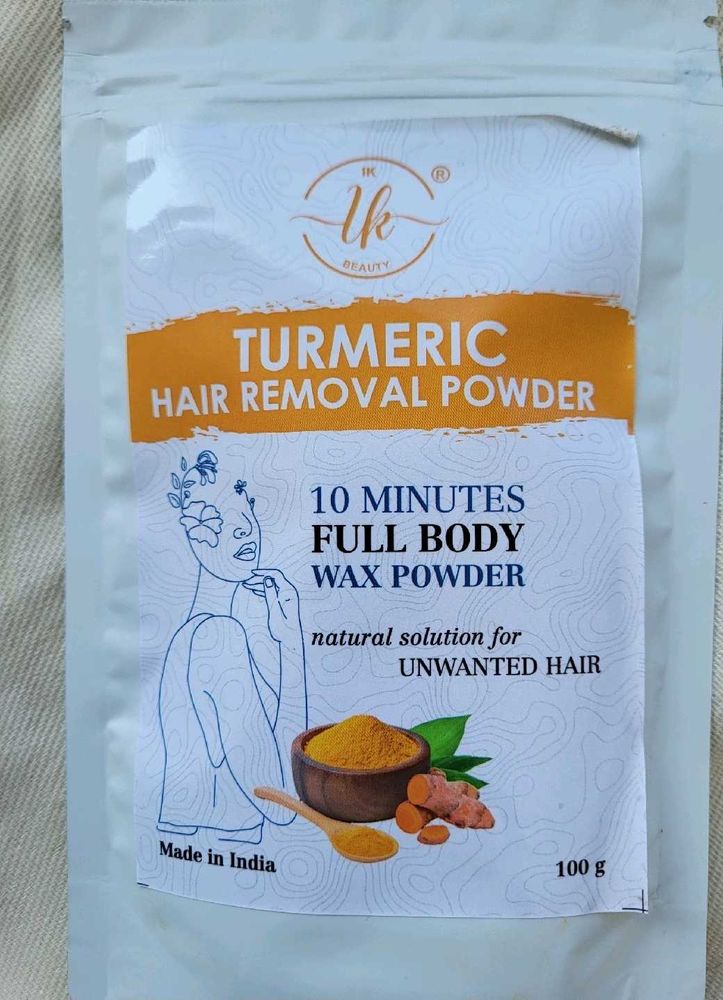 IK
lk
®
BEAUTY
TURMERIC
HAIR REMOVAL POWDER
10 MINUTES
FULL BODY
WAX POWDER
natural solution for
UNWANTED HAIR
Made in India
100 g